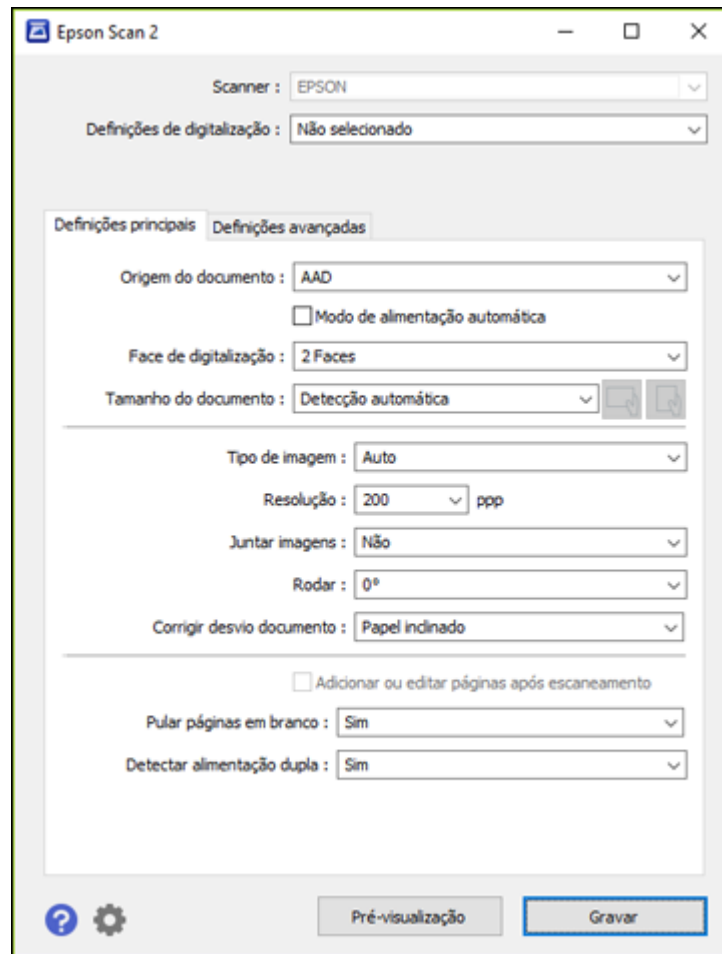 Epson Scan 2
Scanner : EPSON
Definições de digitalização : Não selecionado
Definições principais Definições avançadas
Origem do documento : AAD
Modo de alimentação automática
Face de digitalização : 2 Faces
Tamanho do documento : Detecção automática
Tipo de imagem : Auto
Resolução : 200 ppp
Juntar imagens : Não
Rodar : 0°
Corrigir desvio documento : Papel inclinado
Adicionar ou editar páginas após escaneamento
Pular páginas em branco : Sim
Detectar alimentação dupla : Sim
? Pré-visualização Gravar